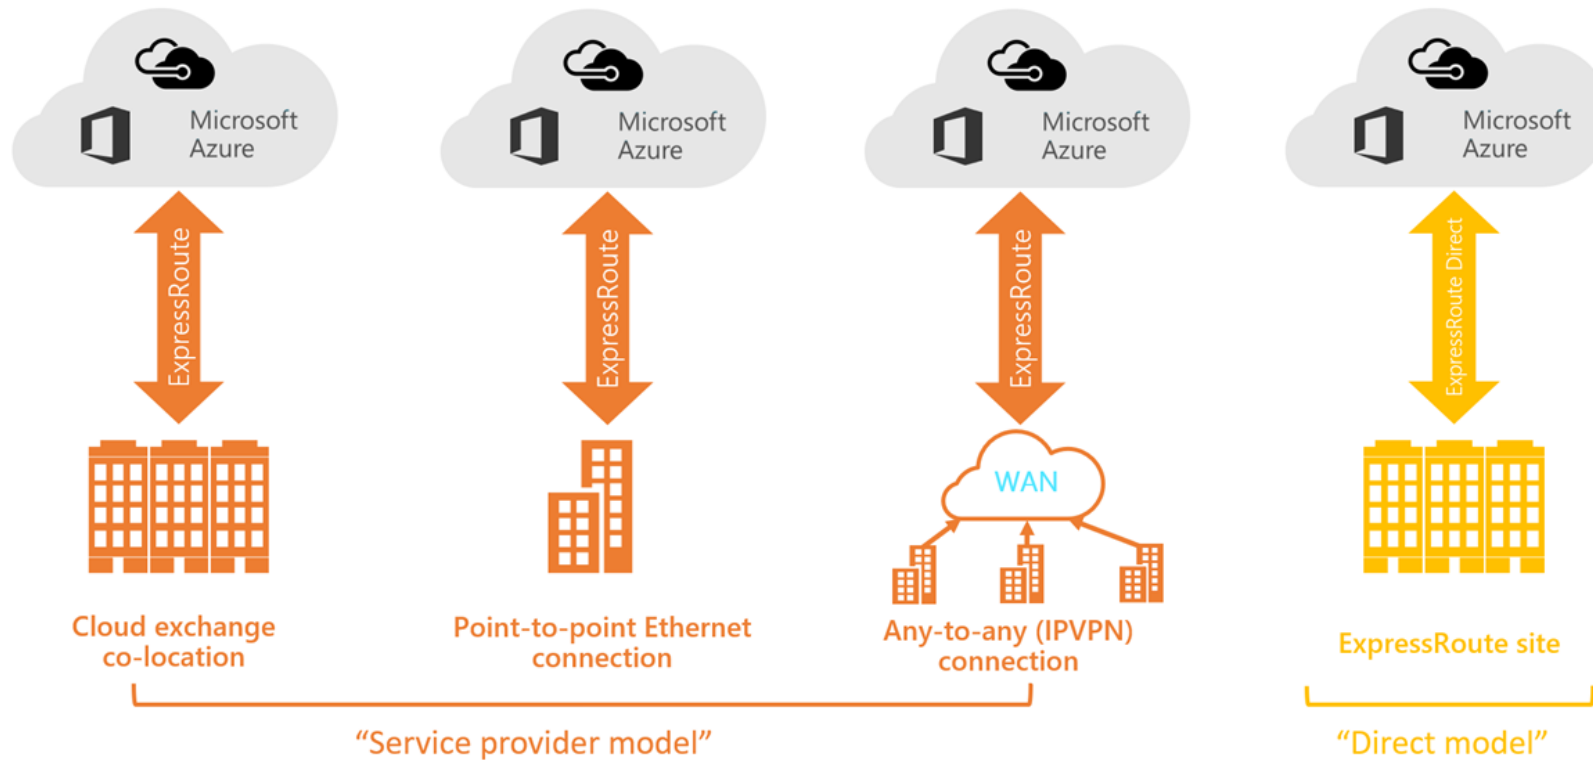 Microsoft
Azure
Microsoft
Azure
Microsoft
Azure
Microsoft
Azure
ExpressRoute
ExpressRoute
ExpressRoute
ExpressRoute Direct
WAN
Cloud exchange
co-location
Point-to-point Ethernet
connection
Any-to-any (IPVPN)
connection
ExpressRoute site
“Service provider model”
“Direct model”